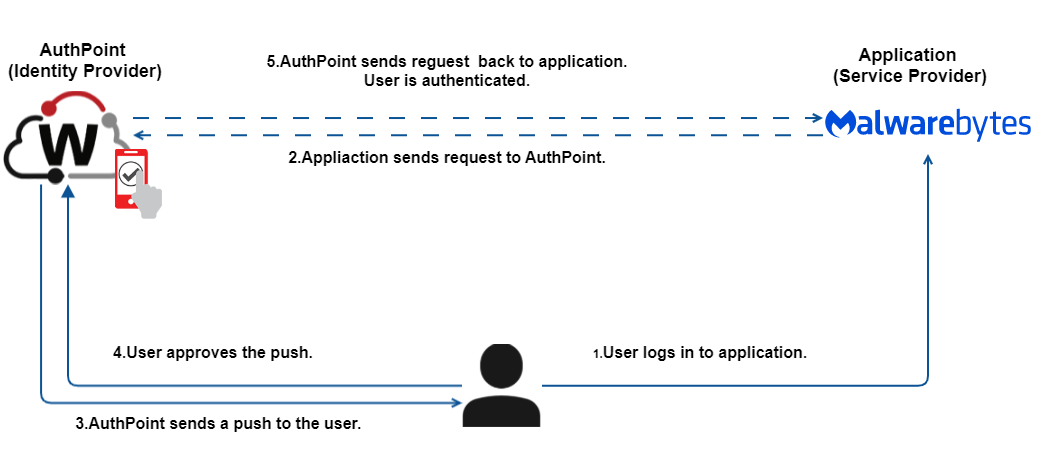 AuthPoint
(Identity Provider)
5.AuthPoint sends reguest back to application.
User is authenticated.
Application
(Service Provider)
W
Malwarebytes
2.Appliaction sends request to AuthPoint.
4.User approves the push.
1.User logs in to application.
3.AuthPoint sends a push to the user.